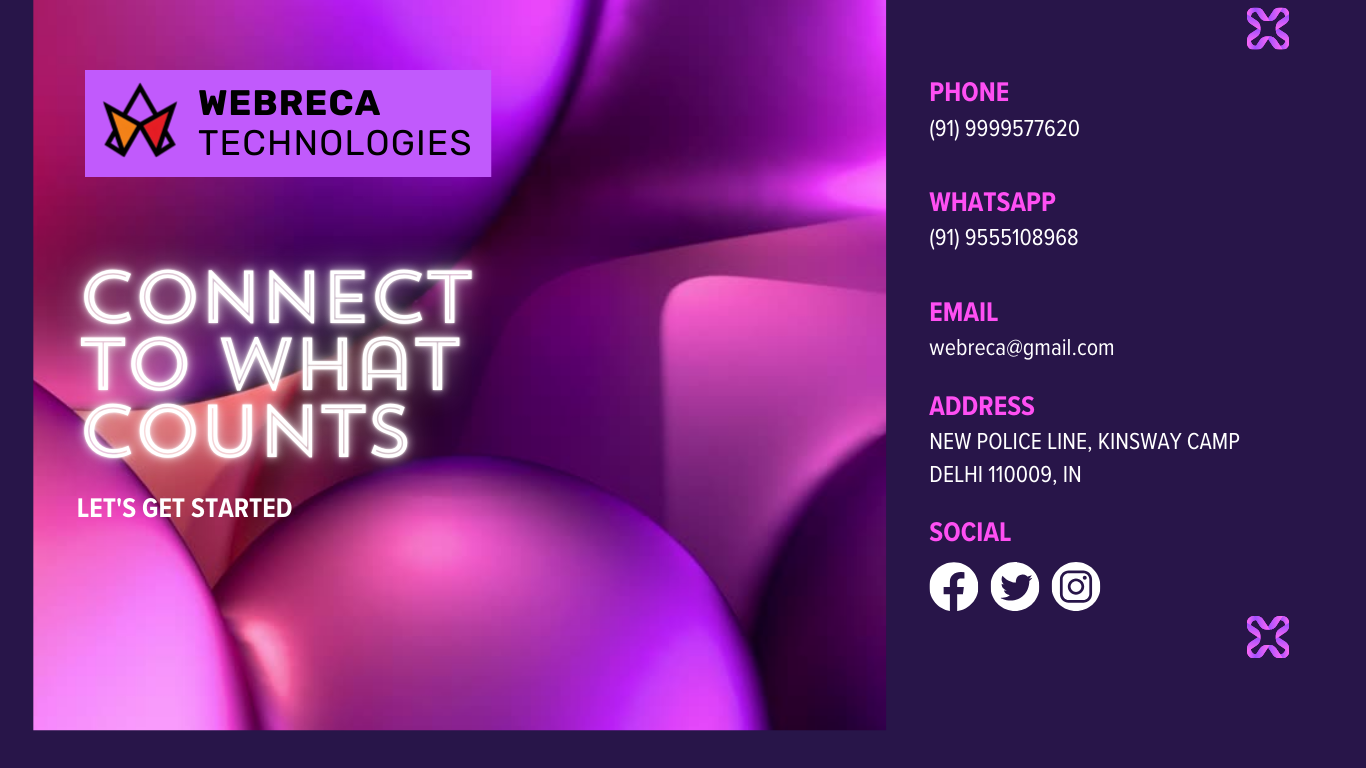 WEBRECA
TECHNOLOGIES
CONNECT
TO WHAT
COUNTS
LET'S GET STARTED
PHONE
(91) 9999577620
WHATSAPP
(91) 9555108968
EMAIL
webreca@gmail.com
ADDRESS
NEW POLICE LINE, KINSWAY CAMP
DELHI 110009, IN
SOCIAL